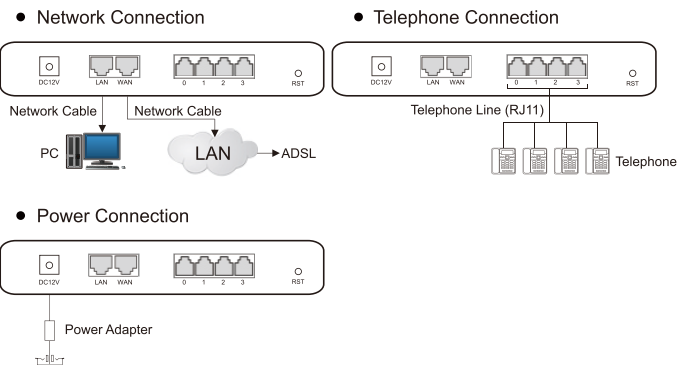 ● Network Connection
DC12V LAN WAN 0 1 2 3 RST
Network Cable Network Cable
PC LAN ADSL
● Telephone Connection
DC12V LAN WAN 0 1 2 3 RST
Telephone Line (RJ11)
Telephone
● Power Connection
DC12V LAN WAN 0 1 2 3 RST
Power Adapter